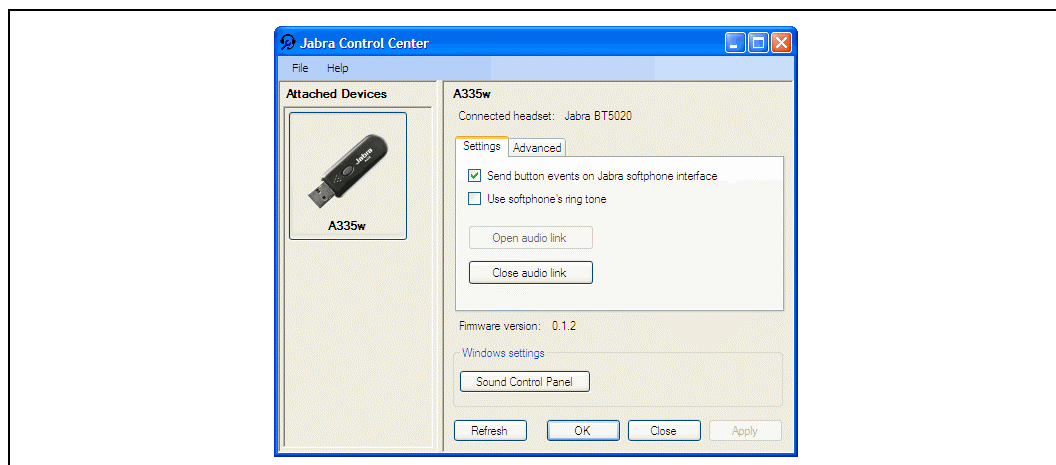 Jabra Control Center
File Help
Attached Devices
Jabra
A335w
A335w
Connected headset: Jabra BT5020
Settings Advanced
Send button events on Jabra softphone interface
Use softphone's ring tone
Open audio link
Close audio link
Firmware version: 0.1.2
Windows settings
Sound Control Panel
Refresh OK Close Apply